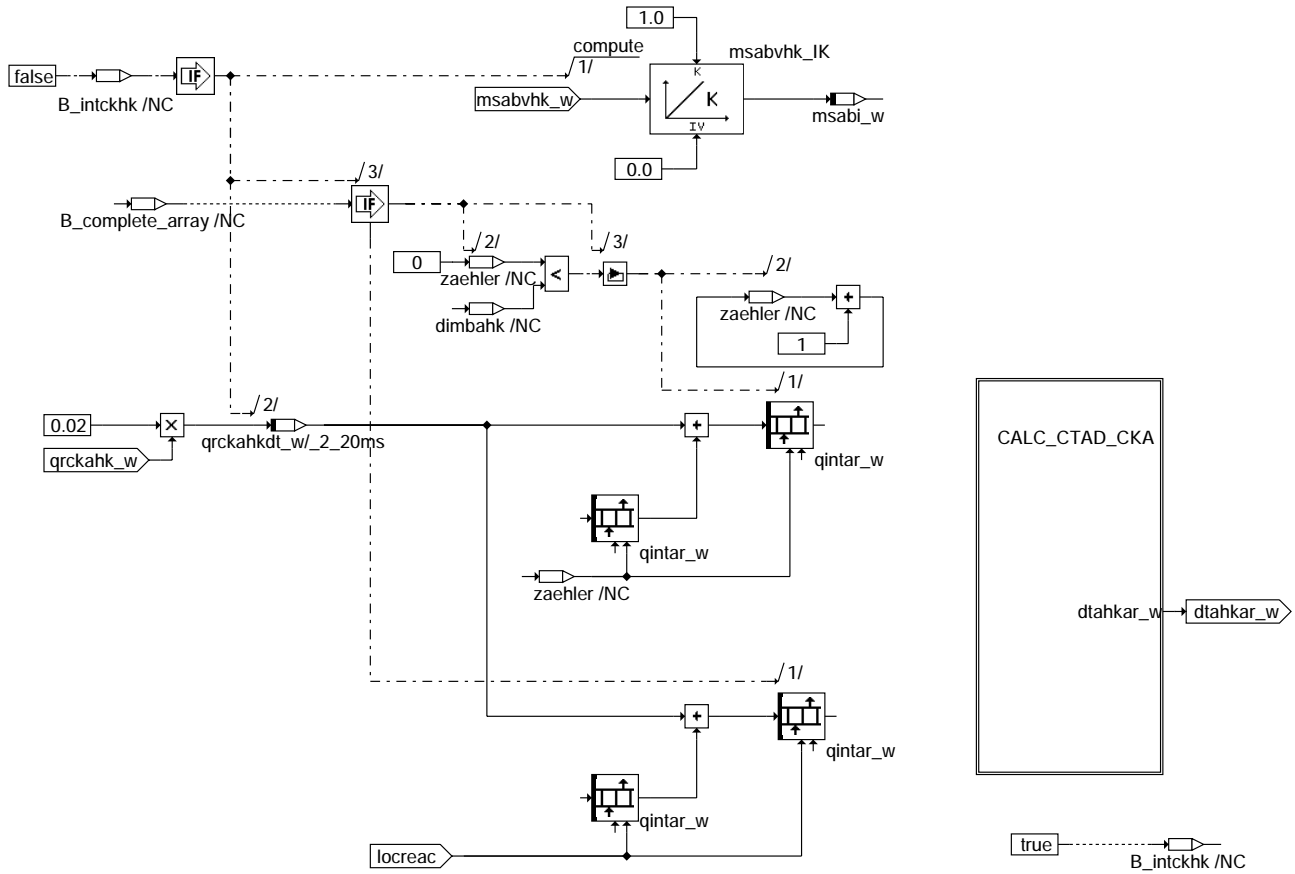 1.0
compute
1/
msabvhk_IK
false
IF
B_intckhk /NC
msabvhk_w
K
K
IV
msabi_w
0.0
3/
IF
B_complete_array /NC
2/
3/
0
zaehler /NC
<
2/
dimbahk /NC
zaehler /NC
+
1
1/
2/
0.02
×
qrckahkdt_w/_2_20ms
+
qintar_w
CALC_CTAD_CKA
qrckahk_w
qintar_w
zaehler /NC
dtahkar_w
dtahkar_w
1/
+
qintar_w
qintar_w
locreac
true
B_intckhk /NC